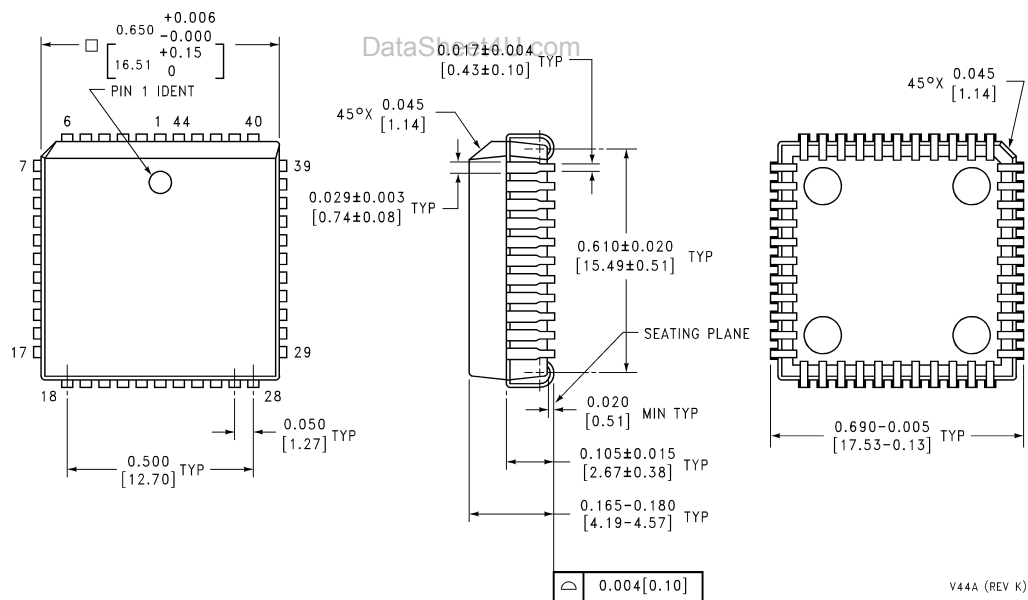 0.650 +0.006 -0.000
[16.51 +0.15 0]
PIN 1 IDENT
DataSheet4U.com
0.017±0.004 TYP
[0.43±0.10]
45°X 0.045
[1.14]
45°X 0.045
[1.14]
6 1 44 40
7 39
0.029±0.003 TYP
[0.74±0.08]
0.610±0.020 TYP
[15.49±0.51]
SEATING PLANE
17 29
18 28
0.050 TYP
[1.27]
0.500 TYP
[12.70]
0.020 MIN TYP
[0.51]
0.105±0.015 TYP
[2.67±0.38]
0.165-0.180 TYP
[4.19-4.57]
0.690-0.005 TYP
[17.53-0.13]
0.004[0.10]
V44A (REV K)